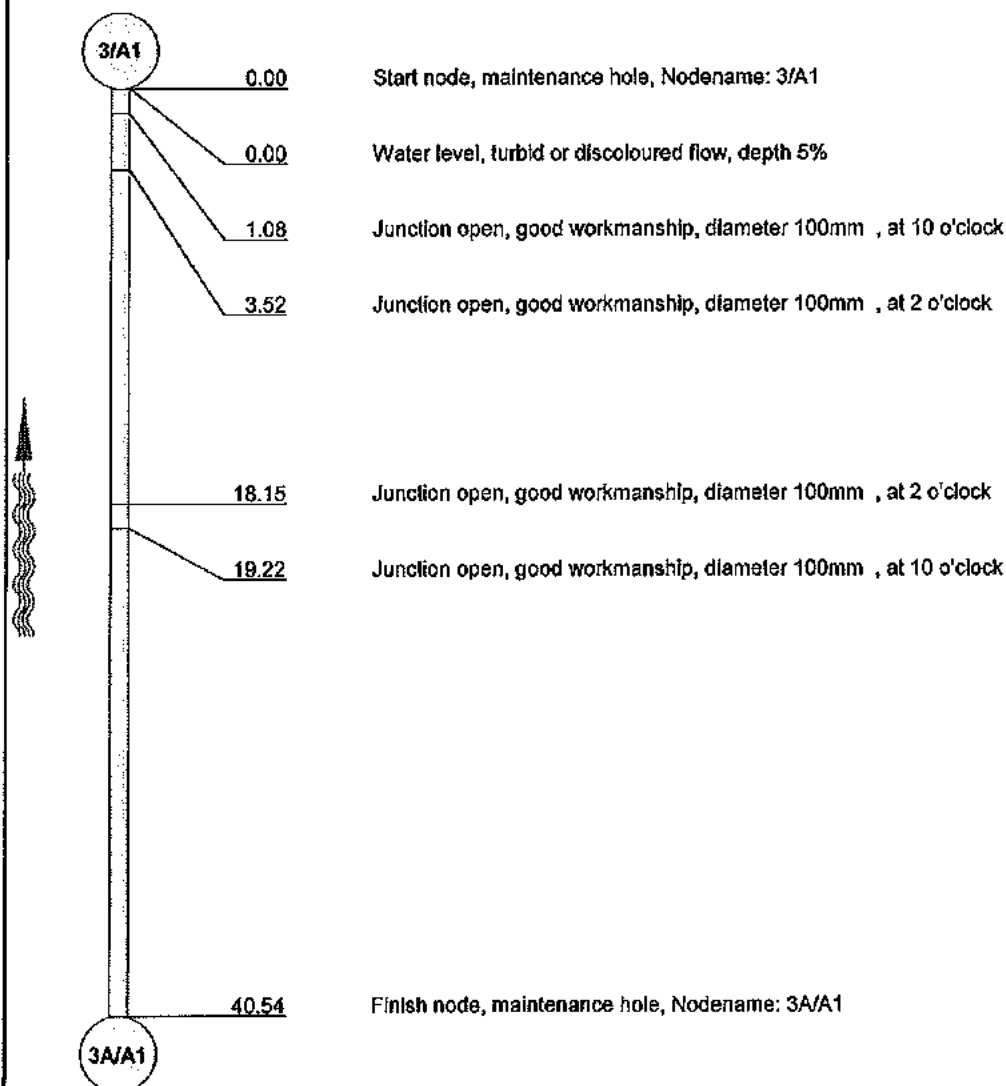 3/A1
0.00 Start node, maintenance hole, Nodename: 3/A1
0.00 Water level, turbid or discoloured flow, depth 5%
1.08 Junction open, good workmanship, diameter 100mm , at 10 o'clock
3.52 Junction open, good workmanship, diameter 100mm , at 2 o'clock
18.15 Junction open, good workmanship, diameter 100mm , at 2 o'clock
19.22 Junction open, good workmanship, diameter 100mm , at 10 o'clock
40.54 Finish node, maintenance hole, Nodename: 3A/A1
3A/A1